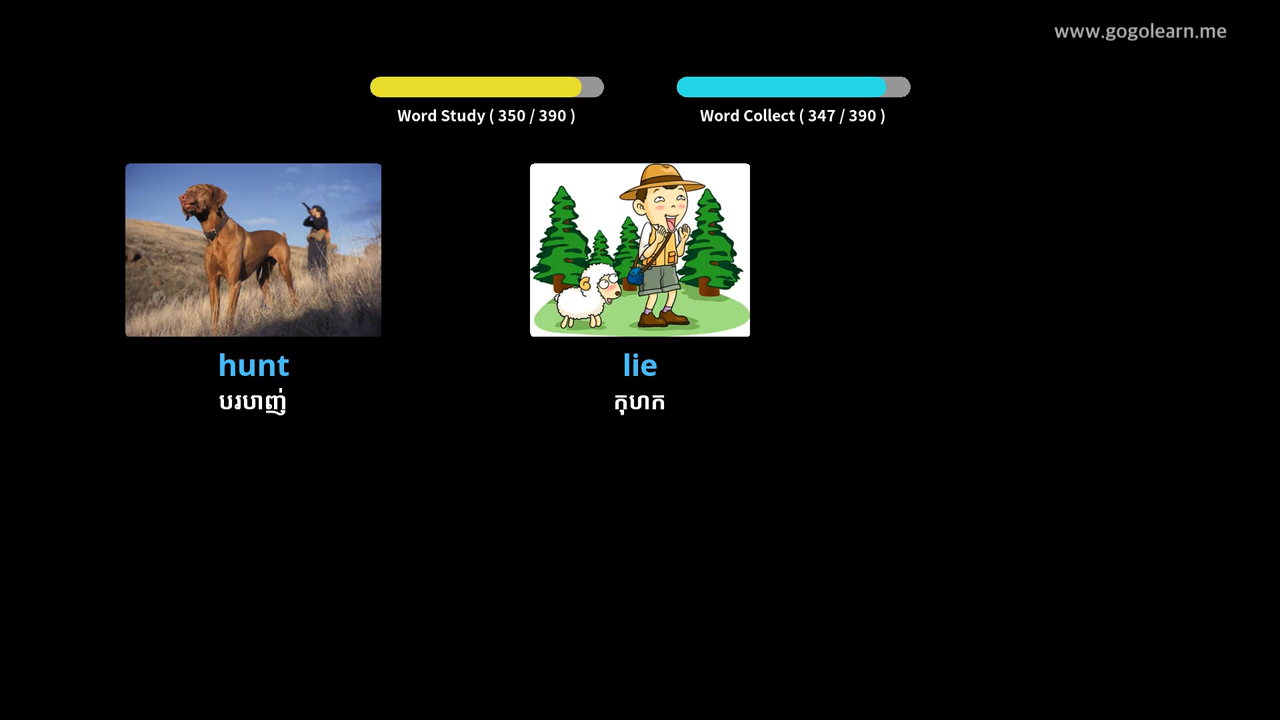 www.gogolearn.me
Word Study ( 350 / 390 )
Word Collect ( 347 / 390 )
hunt
lie
បរបាញ់
កុហក